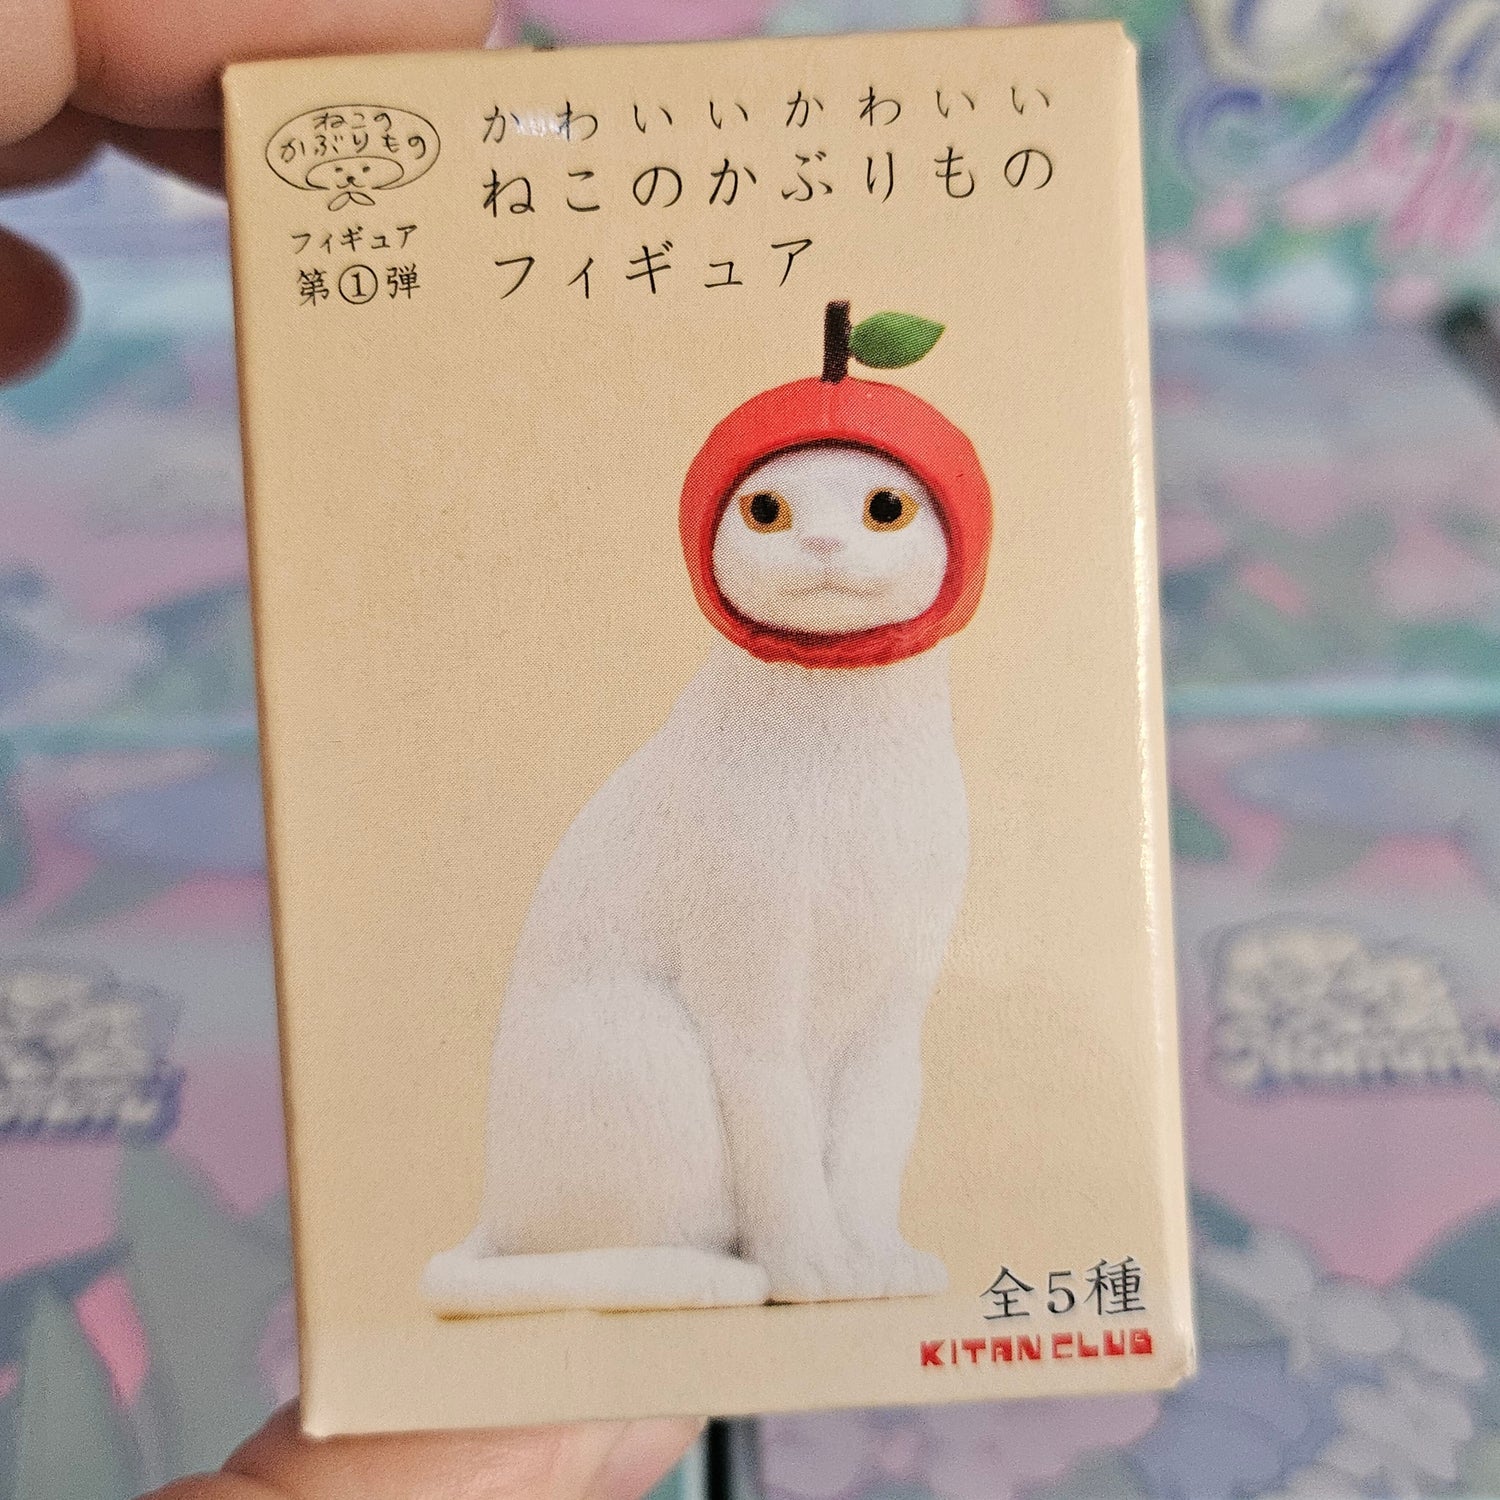 ねこの
かぶりもの
フィギュア
第①弾
かわいいかわいい
ねこのかぶりもの
フィギュア
全5種
KITAN CLUB